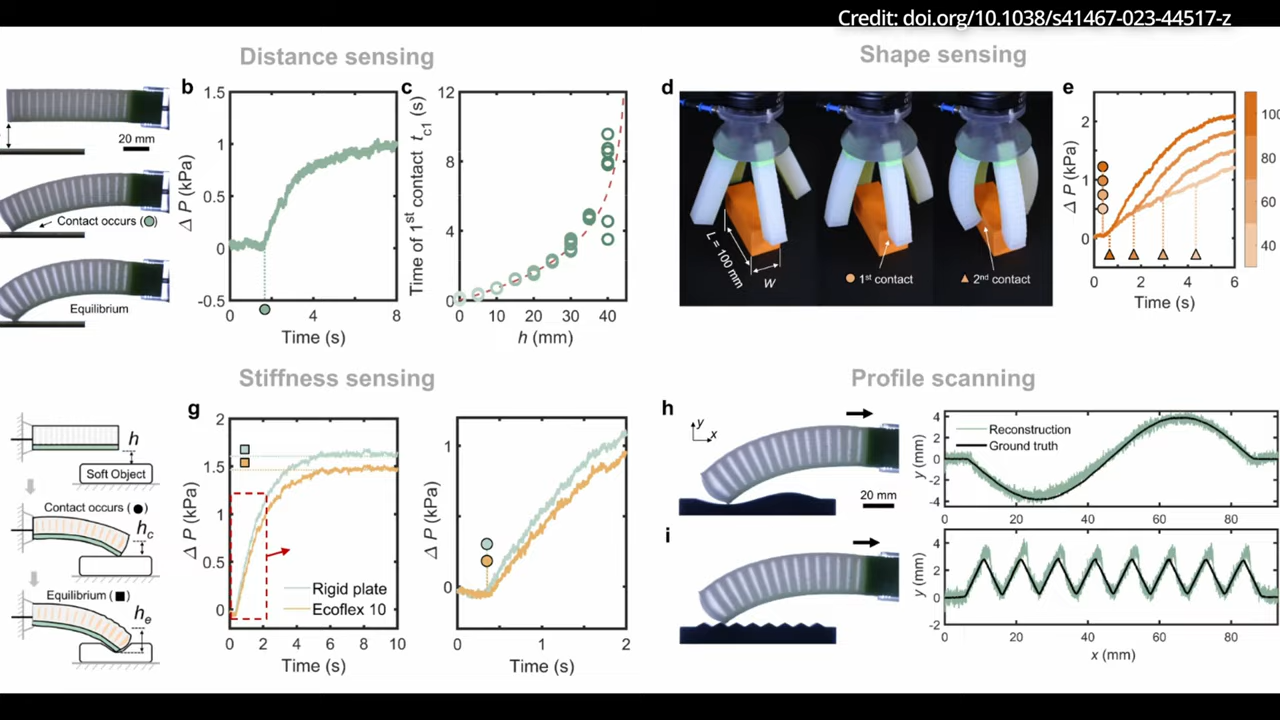 Credit: doi.org/10.1038/s41467-023-44517-z
Distance sensing
20 mm
Contact occurs ( )
Equilibrium
b
1.5
1
0.5
0
-0.5
Δ P (kPa)
0 2 4 6 8
Time (s)
c
12
8
4
0
Time of 1st contact tc1 (s)
0 10 20 30 40
h (mm)
Shape sensing
d
L = 100 mm
W
1st contact
2nd contact
e
2
1
0
Δ P (kPa)
0 2 4 6
Time (s)
100
80
60
40
Stiffness sensing
h
Soft Object
Contact occurs (●)
hc
Equilibrium (■)
he
g
2
1.5
1
0.5
0
Δ P (kPa)
Rigid plate
Ecoflex 10
0 2 4 6 8 10
Time (s)
1
0
Δ P (kPa)
0 1 2
Time (s)
Profile scanning
h
y
x
20 mm
4
2
0
-2
-4
y (mm)
Reconstruction
Ground truth
0 20 40 60 80
i
4
2
0
-2
y (mm)
0 20 40 60 80
x (mm)